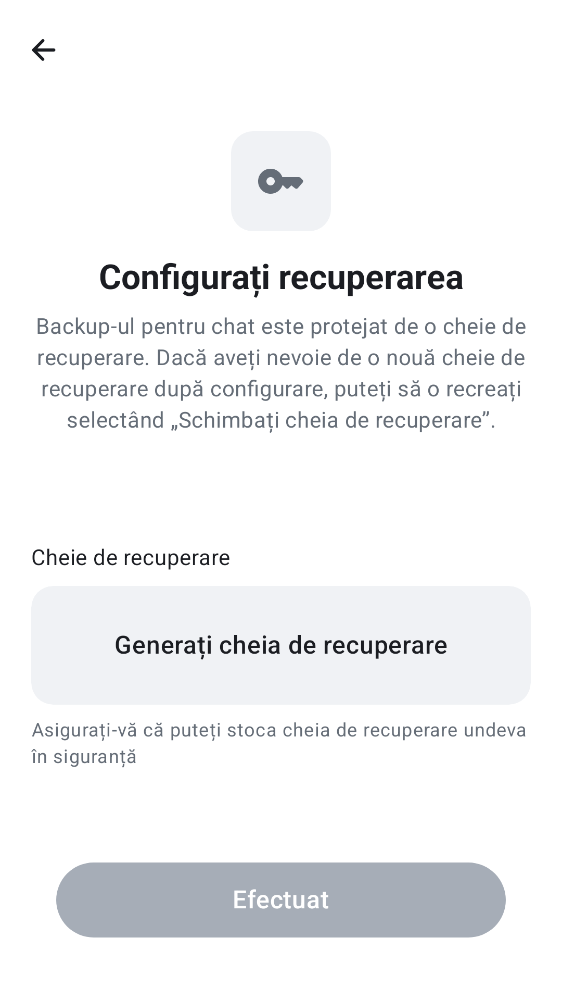 Configurați recuperarea
Backup-ul pentru chat este protejat de o cheie de
recuperare. Dacă aveți nevoie de o nouă cheie de
recuperare după configurare, puteți să o recreați
selectând „Schimbați cheia de recuperare”.
Cheie de recuperare
Generați cheia de recuperare
Asigurați-vă că puteți stoca cheia de recuperare undeva
în siguranță
Efectuat